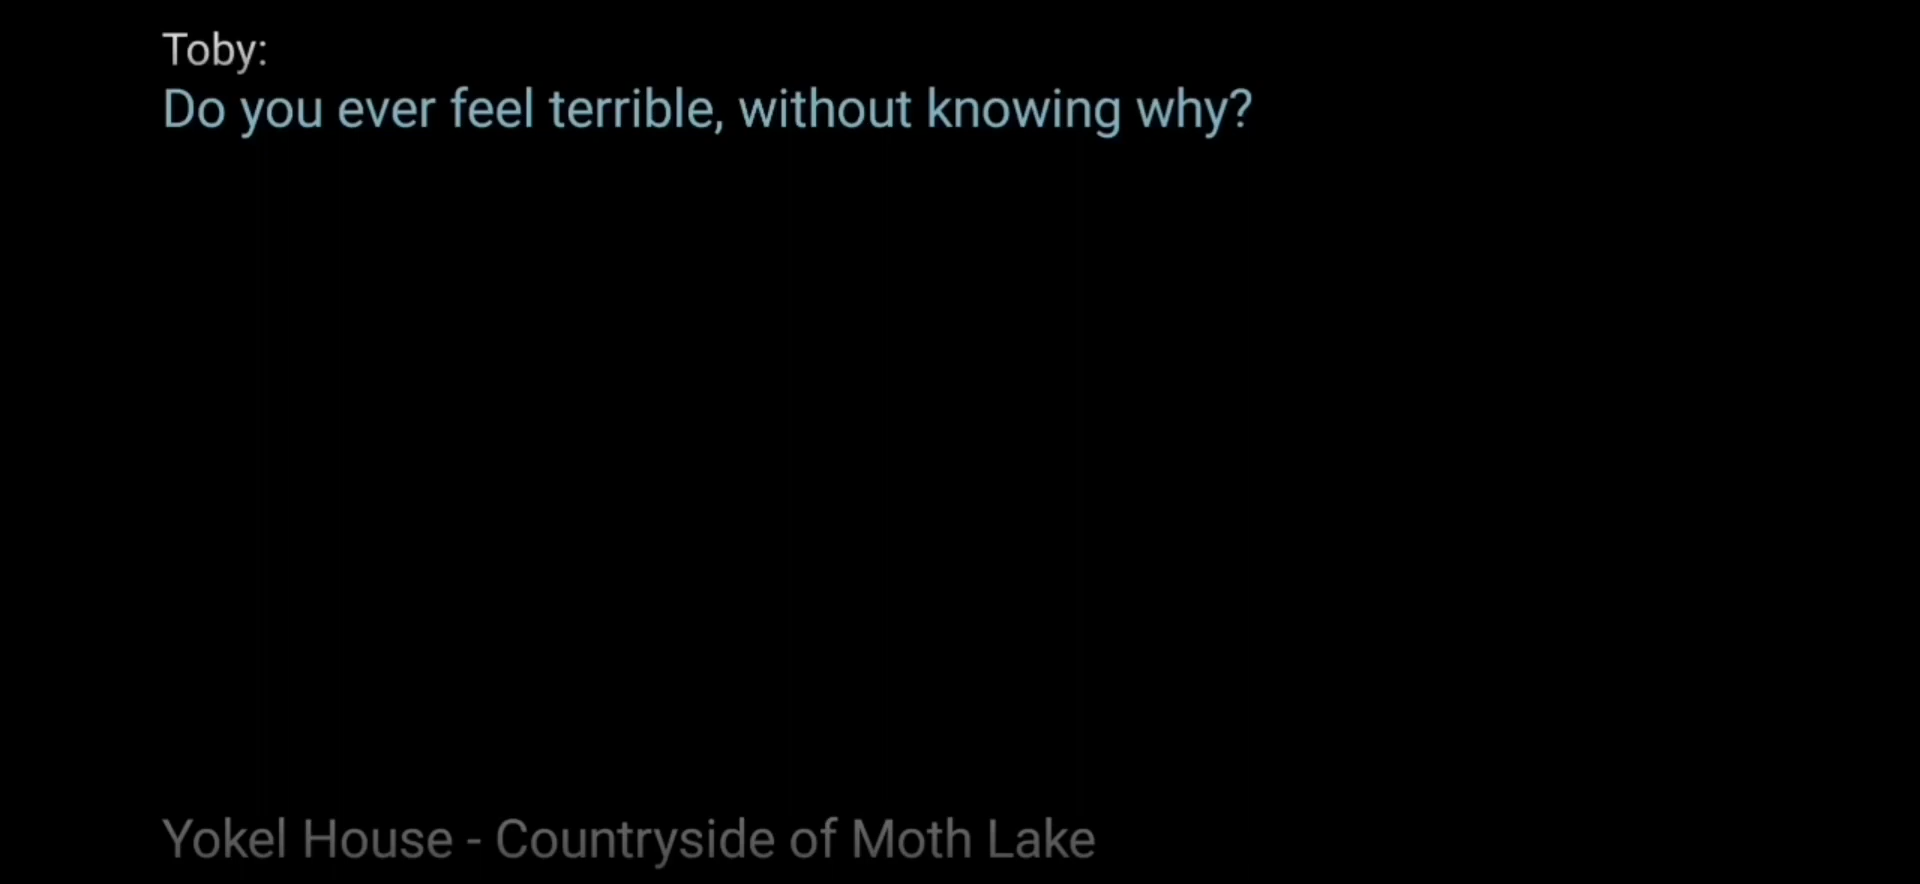 Toby:
Do you ever feel terrible, without knowing why?
Yokel House - Countryside of Moth Lake